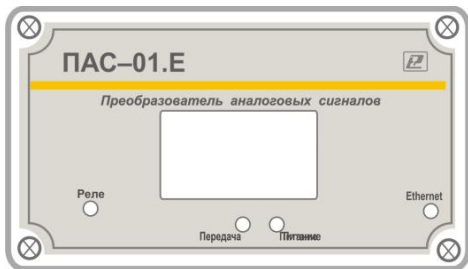 ПАС–01.Е
Преобразователь аналоговых сигналов
Реле
Ethernet
Передача
Питание